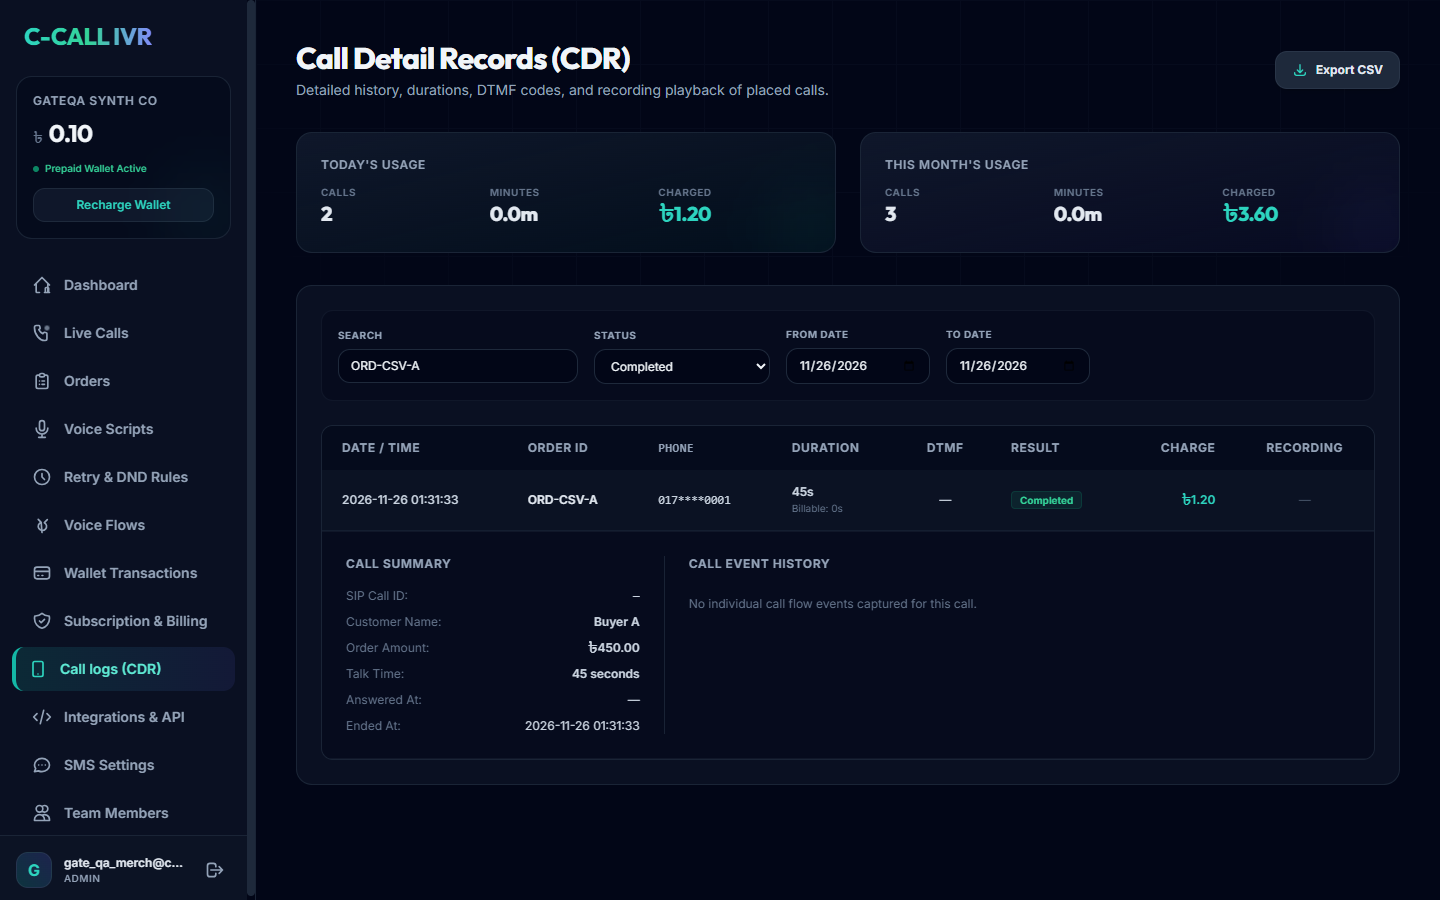 C-CALL IVR
GATEQA SYNTH CO
৳ 0.10
Prepaid Wallet Active
Recharge Wallet
Dashboard
Live Calls
Orders
Voice Scripts
Retry & DND Rules
Voice Flows
Wallet Transactions
Subscription & Billing
Call logs (CDR)
Integrations & API
SMS Settings
Team Members
G
gate_qa_merch@c...
ADMIN
Call Detail Records (CDR)
Detailed history, durations, DTMF codes, and recording playback of placed calls.
Export CSV
TODAY'S USAGE
CALLS MINUTES CHARGED
2 0.0m ৳1.20
THIS MONTH'S USAGE
CALLS MINUTES CHARGED
3 0.0m ৳3.60
SEARCH STATUS FROM DATE TO DATE
ORD-CSV-A Completed 11/26/2026 11/26/2026
DATE / TIME ORDER ID PHONE DURATION DTMF RESULT CHARGE RECORDING
2026-11-26 01:31:33 ORD-CSV-A 017****0001 45s — Completed ৳1.20 —
Billable: 0s
CALL SUMMARY
SIP Call ID: –
Customer Name: Buyer A
Order Amount: ৳450.00
Talk Time: 45 seconds
Answered At: —
Ended At: 2026-11-26 01:31:33
CALL EVENT HISTORY
No individual call flow events captured for this call.